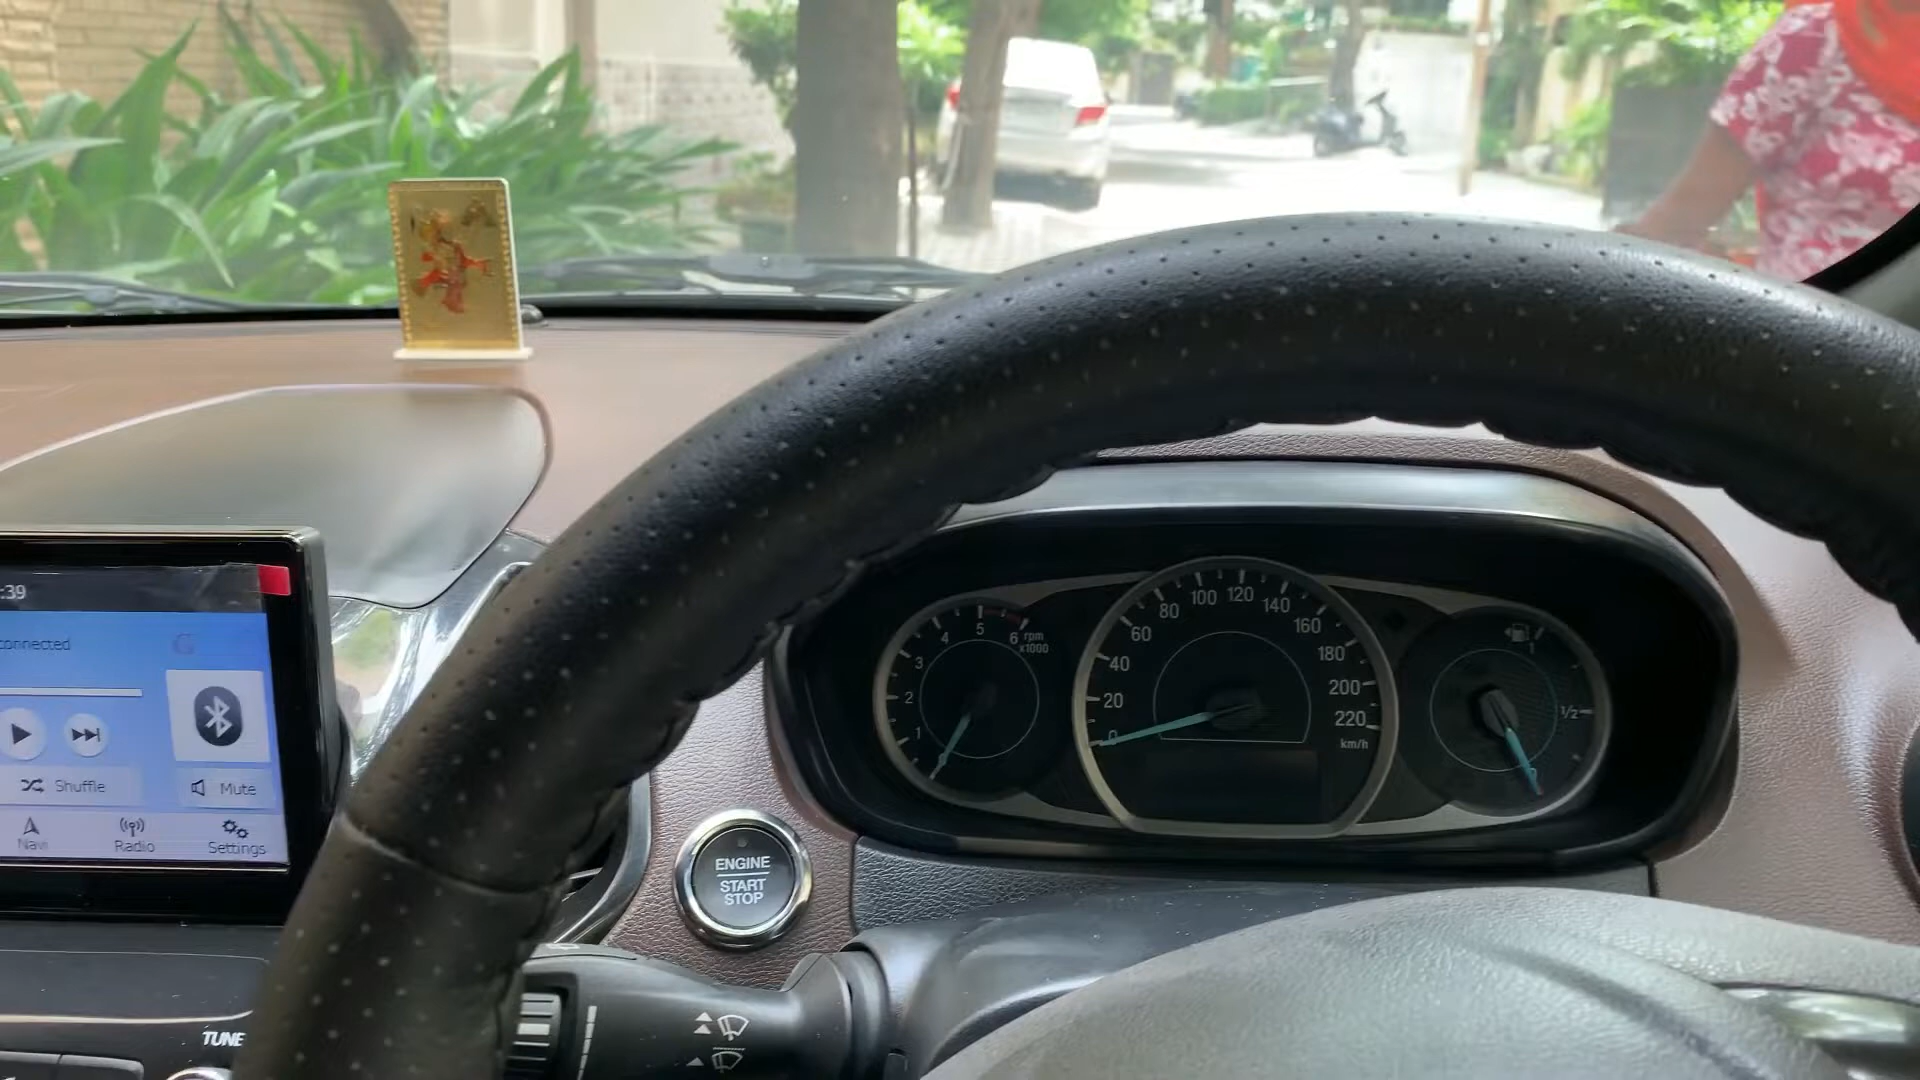 :39
connected
Shuffle
Mute
Navi
Radio
Settings
TUNE
ENGINE
START
STOP
1
2
3
4
5
6
rpm
x1000
0
20
40
60
80
100
120
140
160
180
200
220
km/h
1
1/2